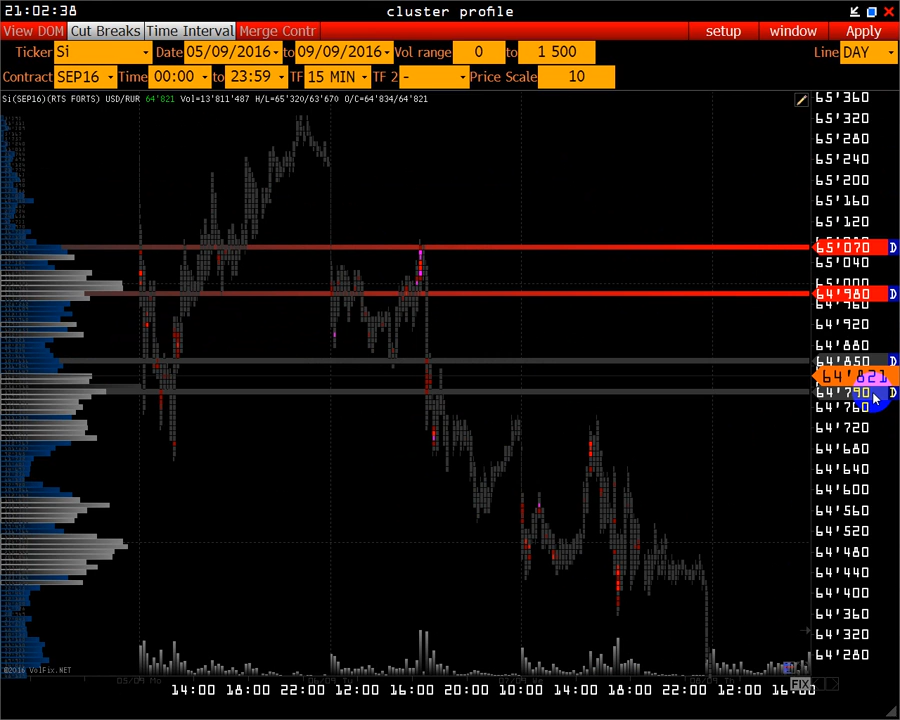 21:02:38 cluster profile
View DOM Cut Breaks Time Interval Merge Contr setup window Apply
Ticker Si Date 05/09/2016 to 09/09/2016 Vol range 0 to 1 500 Line DAY
Contract SEP16 Time 00:00 to 23:59 TF 15 MIN TF 2 - Price Scale 10
Si(SEP16)(RTS FORTS) USD/RUR 64'821 Vol=13'811'487 H/L=65'320/63'670 O/C=64'834/64'821
65'360
65'320
65'280
65'240
65'200
65'160
65'120
65'070 D
65'040
64'980 D
64'960
64'920
64'880
64'850 D
64'821
64'790 D
64'760
64'720
64'680
64'640
64'600
64'560
64'520
64'480
64'440
64'400
64'360
64'320
64'280
©2016 VolFix.NET
05/09 Mo
FIX
14:00 18:00 22:00 12:00 16:00 20:00 10:00 14:00 18:00 22:00 12:00 16:00